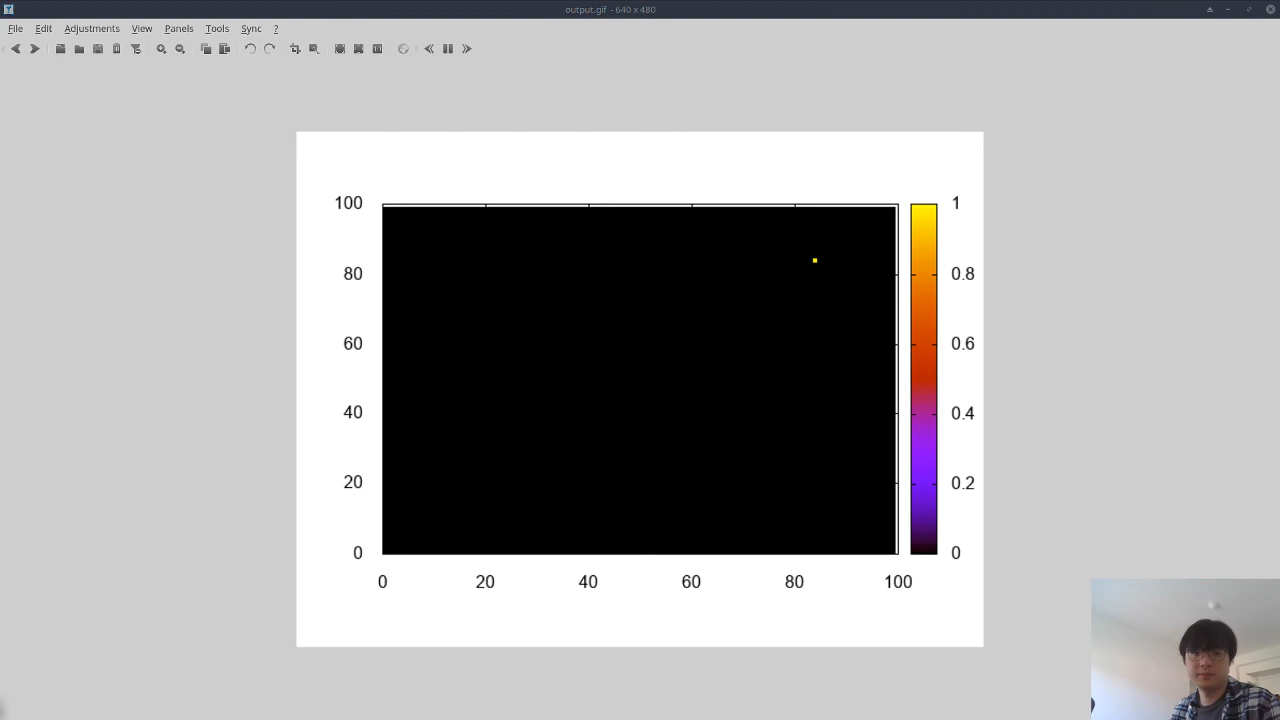 output.gif - 640 x 480
File Edit Adjustments View Panels Tools Sync ?
100 1
80 0.8
60 0.6
40 0.4
20 0.2
0 0
0 20 40 60 80 100